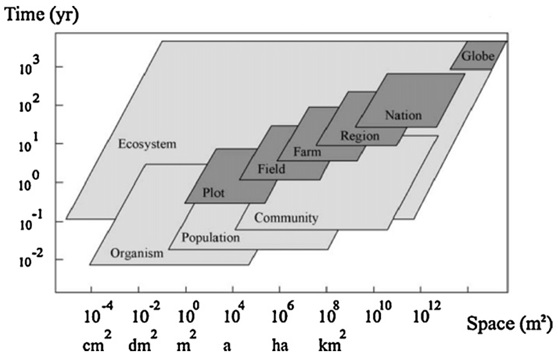 Time (yr)
10³
10²
10¹
10⁰
10⁻¹
10⁻²
Globe
Nation
Region
Farm
Field
Plot
Ecosystem
Community
Population
Organism
10⁻⁴ 10⁻² 10⁰ 10⁴ 10⁶ 10⁸ 10¹⁰ 10¹² Space (m²)
cm² dm² m² a ha km²